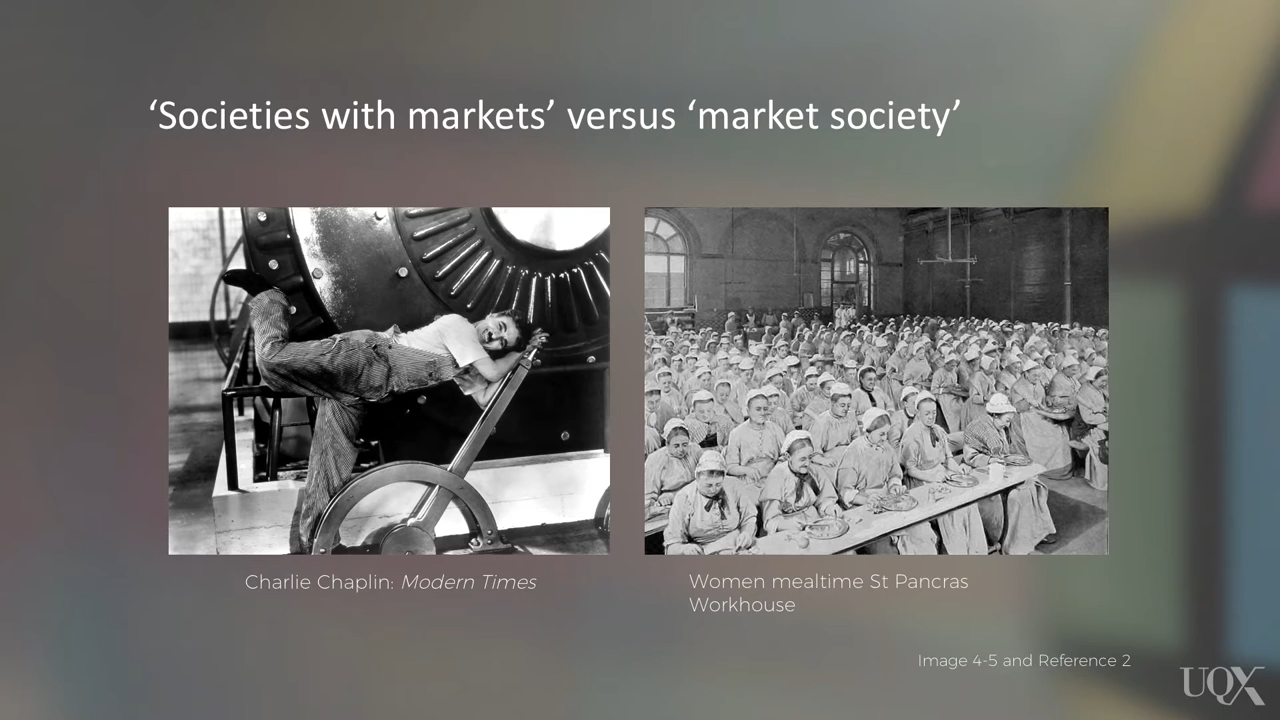 ‘Societies with markets’ versus ‘market society’
Charlie Chaplin: Modern Times
Women mealtime St Pancras
Workhouse
Image 4-5 and Reference 2
UQX